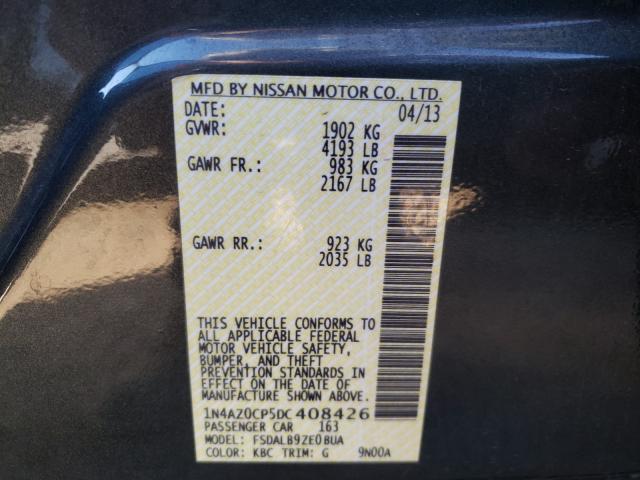 MFD BY NISSAN MOTOR CO., LTD.
DATE: 04/13
GVWR: 1902 KG
4193 LB
GAWR FR.: 983 KG
2167 LB
GAWR RR.: 923 KG
2035 LB
THIS VEHICLE CONFORMS TO
ALL APPLICABLE FEDERAL
MOTOR VEHICLE SAFETY,
BUMPER, AND THEFT
PREVENTION STANDARDS IN
EFFECT ON THE DATE OF
MANUFACTURE SHOWN ABOVE.
1N4AZ0CP5DC408426
PASSENGER CAR 163
MODEL: FSDALB9ZE0BUA
COLOR: KBC TRIM: G 9N00A